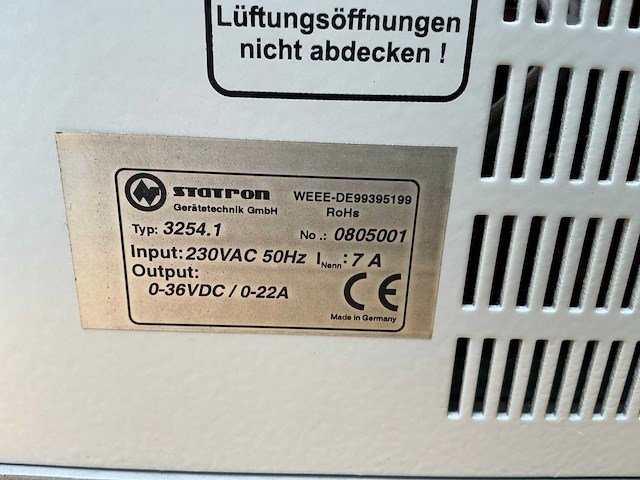 Lüftungsöffnungen
nicht abdecken !
STATRON
Gerätetechnik GmbH
WEEE-DE99395199
RoHs
Typ: 3254.1
No .: 0805001
Input: 230VAC 50Hz I Nenn : 7 A
Output:
0-36VDC / 0-22A
CE
Made in Germany